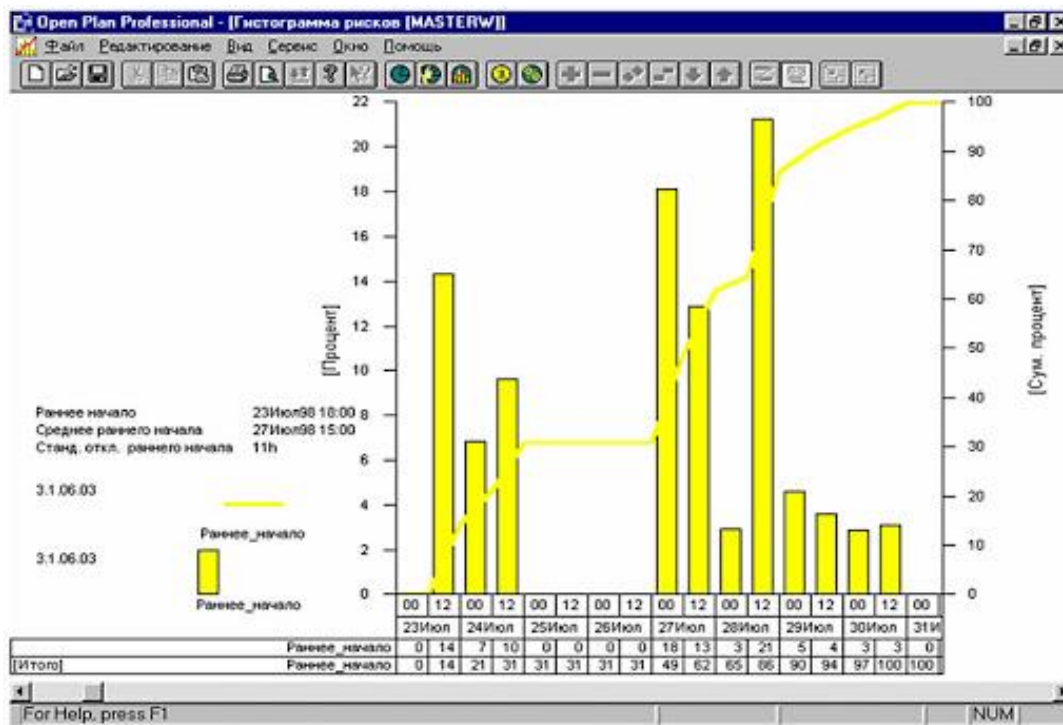 Open Plan Professional - [Гистограмма рисков [MASTERW]]
Файл Редактирование Вид Сервис Окно Помощь
22
20
18
16
14
12
10
8
6
4
2
0
[Процент]
100
90
80
70
60
50
40
30
20
10
0
[Сум. процент]
Раннее начало 23Июл98 18:00
Среднее раннего начала 27Июл98 15:00
Станд. откл. раннего начала 11h
3.1.06.03
Раннее_начало
3.1.06.03
Раннее_начало
00 12 00 12 00 12 00 12 00 12 00 12 00 12 00 12 00
23Июл 24Июл 25Июл 26Июл 27Июл 28Июл 29Июл 30Июл 31И
Раннее_начало 0 14 7 10 0 0 0 0 18 13 3 21 5 4 3 3 0
[Итого] Раннее_начало 0 14 21 31 31 31 31 31 49 62 65 86 90 94 97 100 100
For Help, press F1 NUM